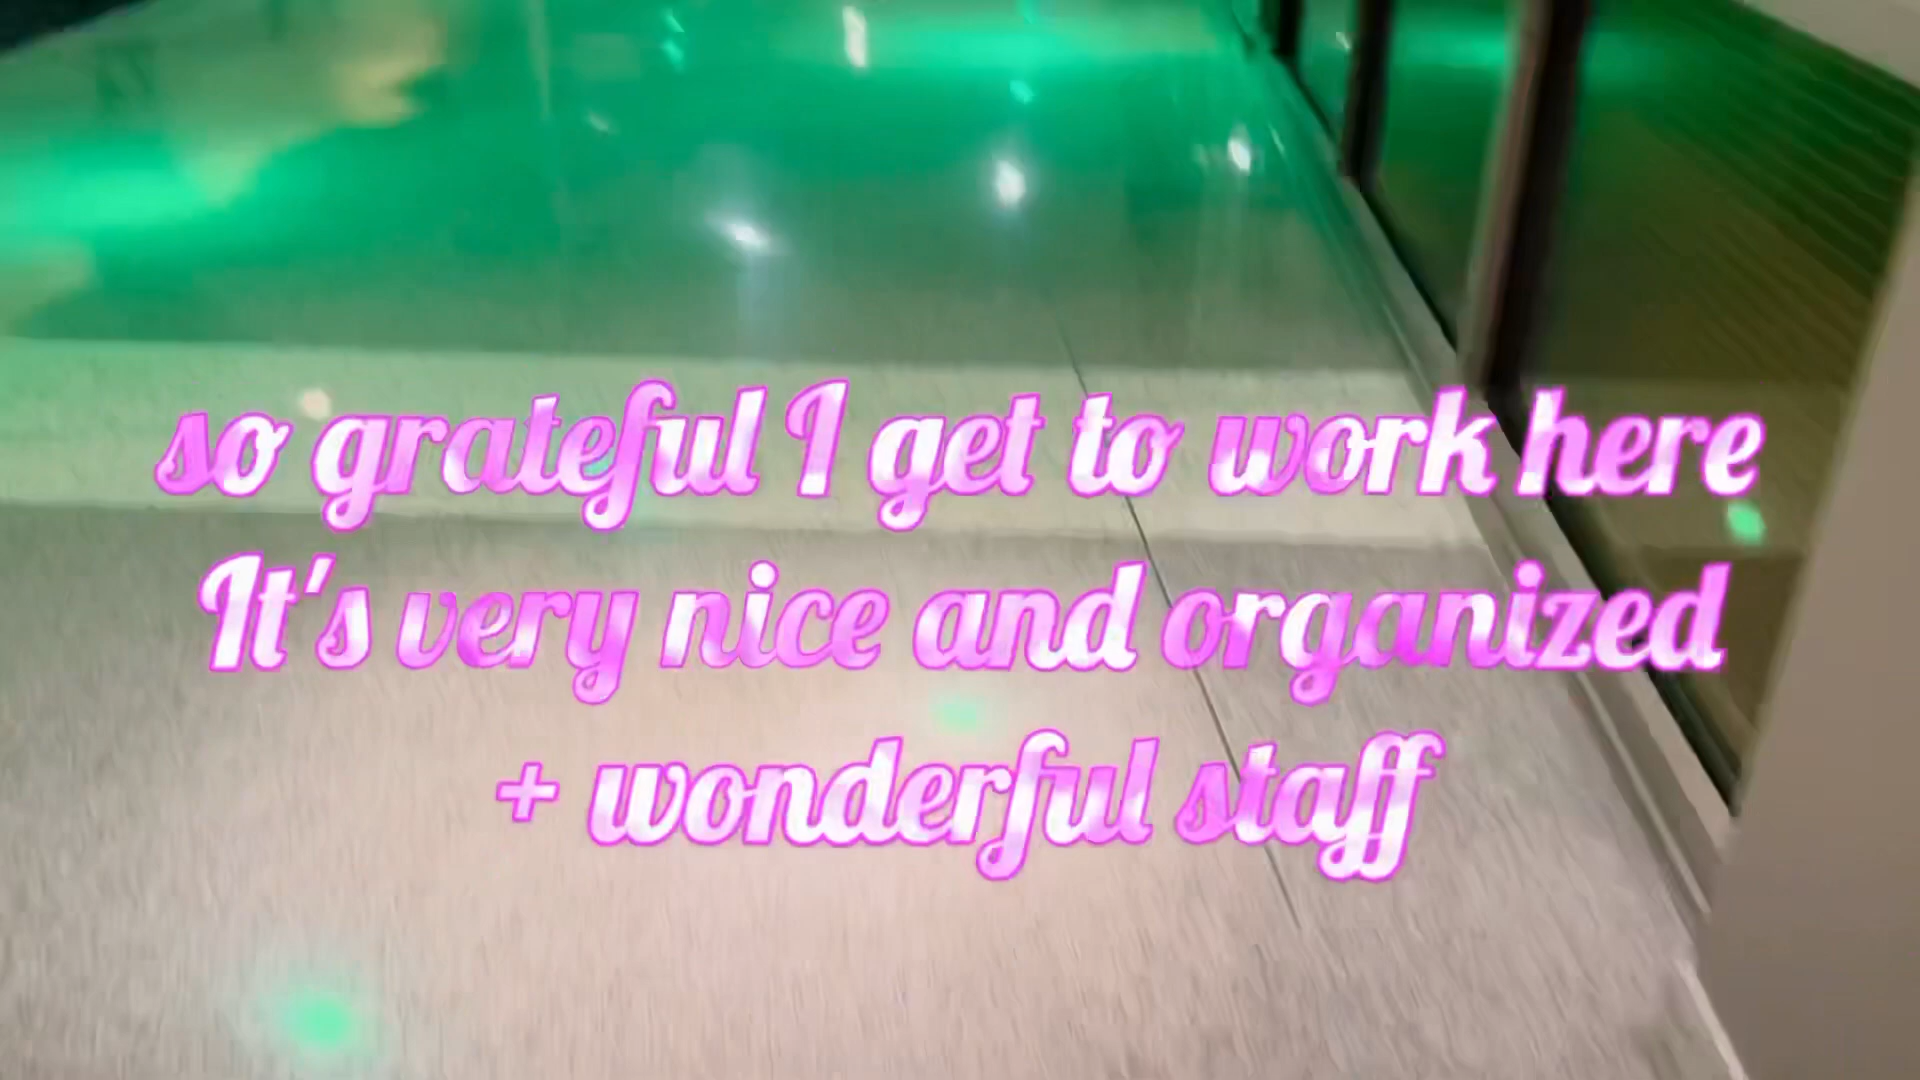 so grateful I get to work here
It's very nice and organized
+ wonderful staff